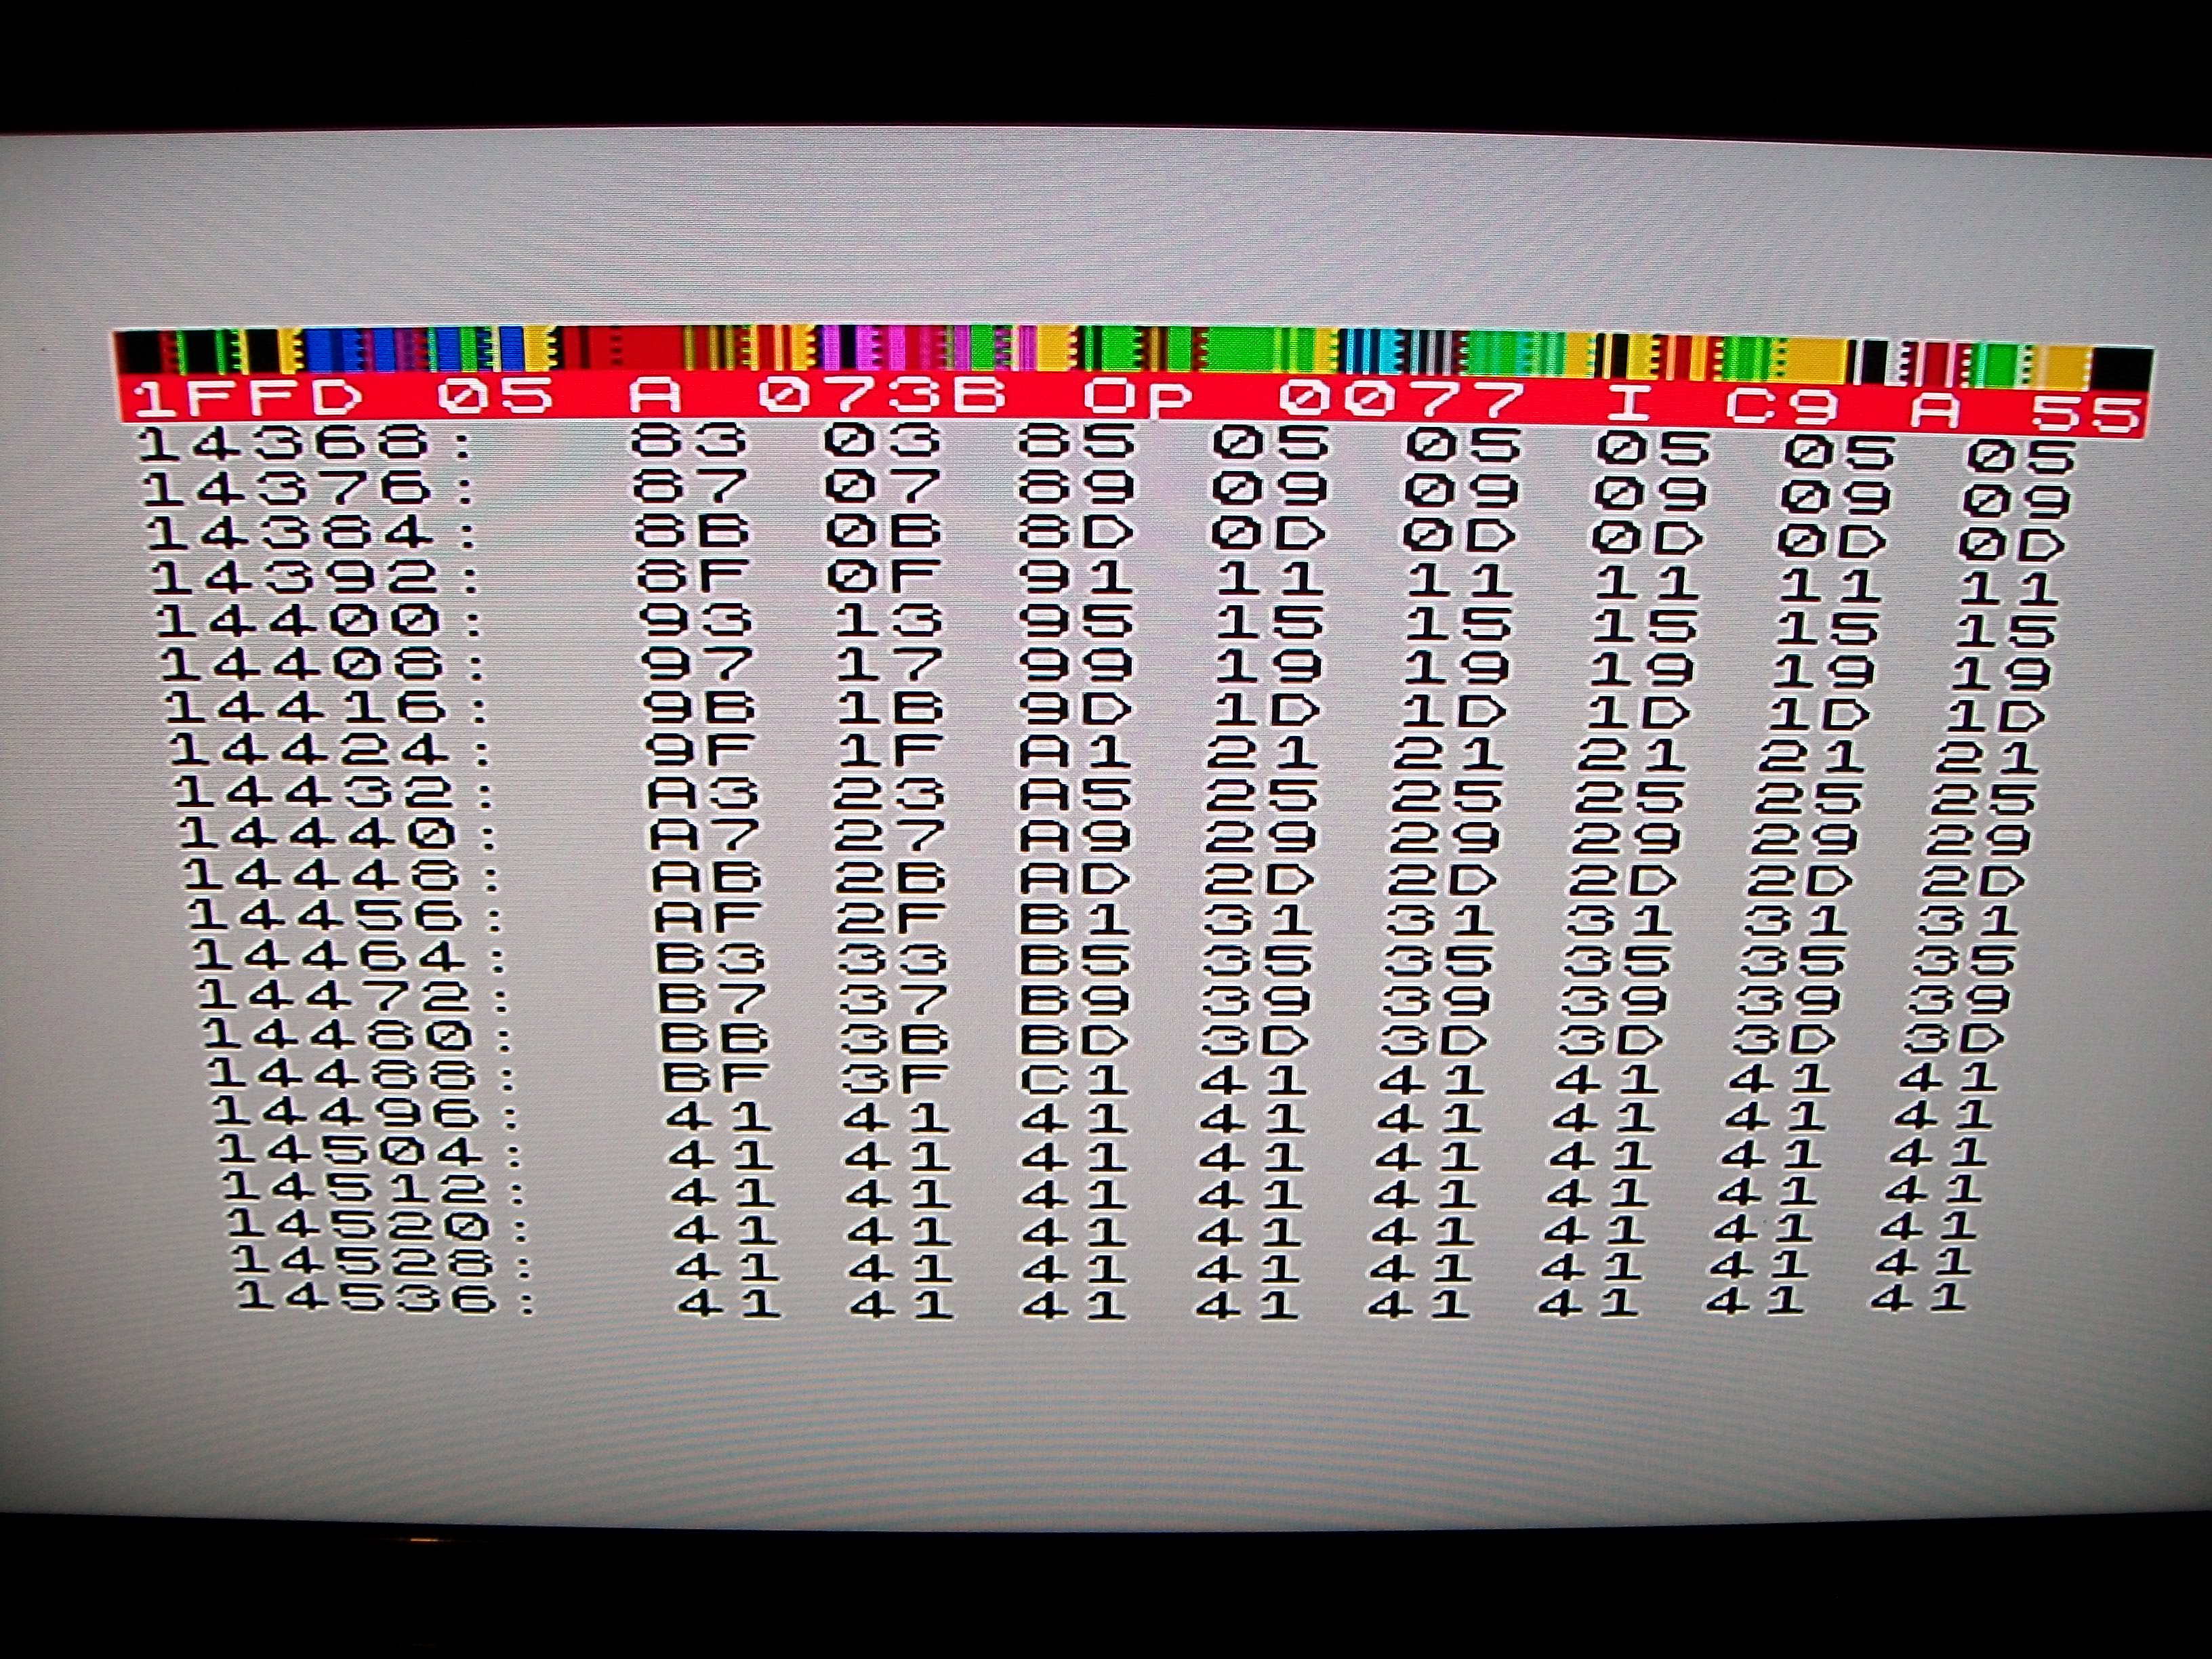 1FFD 05 A 073B Op 0077 I C9 A 55
14368: 83 03 85 05 05 05 05 05
14376: 87 07 89 09 09 09 09 09
14384: 8B 0B 8D 0D 0D 0D 0D 0D
14392: 8F 0F 91 11 11 11 11 11
14400: 93 13 95 15 15 15 15 15
14408: 97 17 99 19 19 19 19 19
14416: 9B 1B 9D 1D 1D 1D 1D 1D
14424: 9F 1F A1 21 21 21 21 21
14432: A3 23 A5 25 25 25 25 25
14440: A7 27 A9 29 29 29 29 29
14448: AB 2B AD 2D 2D 2D 2D 2D
14456: AF 2F B1 31 31 31 31 31
14464: B3 33 B5 35 35 35 35 35
14472: B7 37 B9 39 39 39 39 39
14480: BB 3B BD 3D 3D 3D 3D 3D
14488: BF 3F C1 41 41 41 41 41
14496: 41 41 41 41 41 41 41 41
14504: 41 41 41 41 41 41 41 41
14512: 41 41 41 41 41 41 41 41
14520: 41 41 41 41 41 41 41 41
14528: 41 41 41 41 41 41 41 41
14536: 41 41 41 41 41 41 41 41